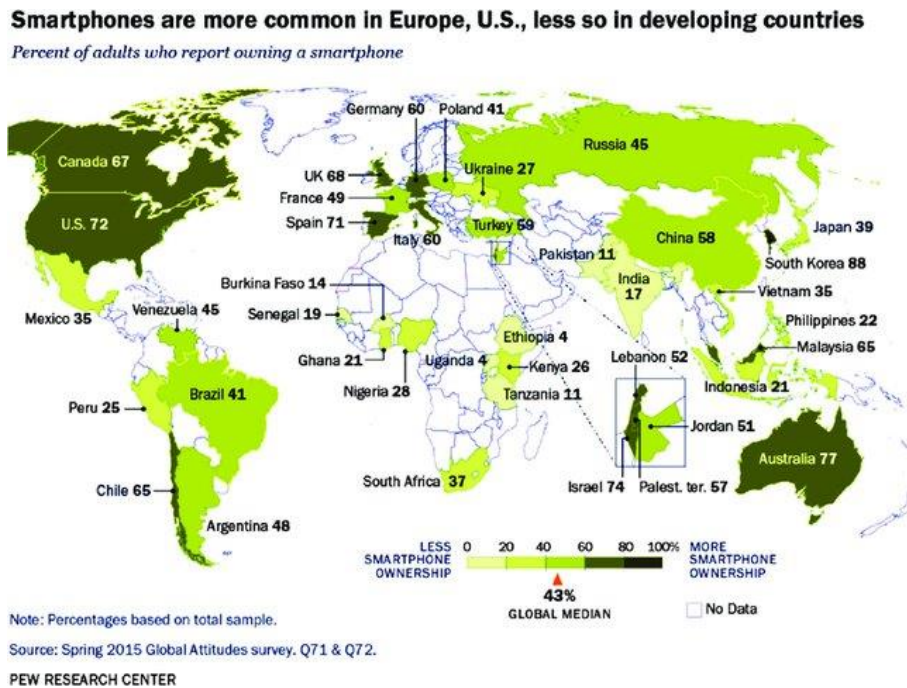 Smartphones are more common in Europe, U.S., less so in developing countries
Percent of adults who report owning a smartphone
Germany 60
Poland 41
Russia 45
Canada 67
Ukraine 27
UK 68
France 49
U.S. 72
Spain 71
Turkey 59
Japan 39
China 58
Italy 60
Pakistan 11
South Korea 88
India
17
Burkina Faso 14
Vietnam 35
Mexico 35
Venezuela 45
Senegal 19
Philippines 22
Ethiopia 4
Malaysia 65
Ghana 21
Uganda 4
Kenya 26
Lebanon 52
Brazil 41
Nigeria 28
Tanzania 11
Indonesia 21
Peru 25
Jordan 51
Australia 77
South Africa 37
Israel 74
Palest. ter. 57
Chile 65
Argentina 48
LESS
SMARTPHONE
OWNERSHIP
0 20 40 60 80 100%
MORE
SMARTPHONE
OWNERSHIP
43%
GLOBAL MEDIAN
No Data
Note: Percentages based on total sample.
Source: Spring 2015 Global Attitudes survey. Q71 & Q72.
PEW RESEARCH CENTER